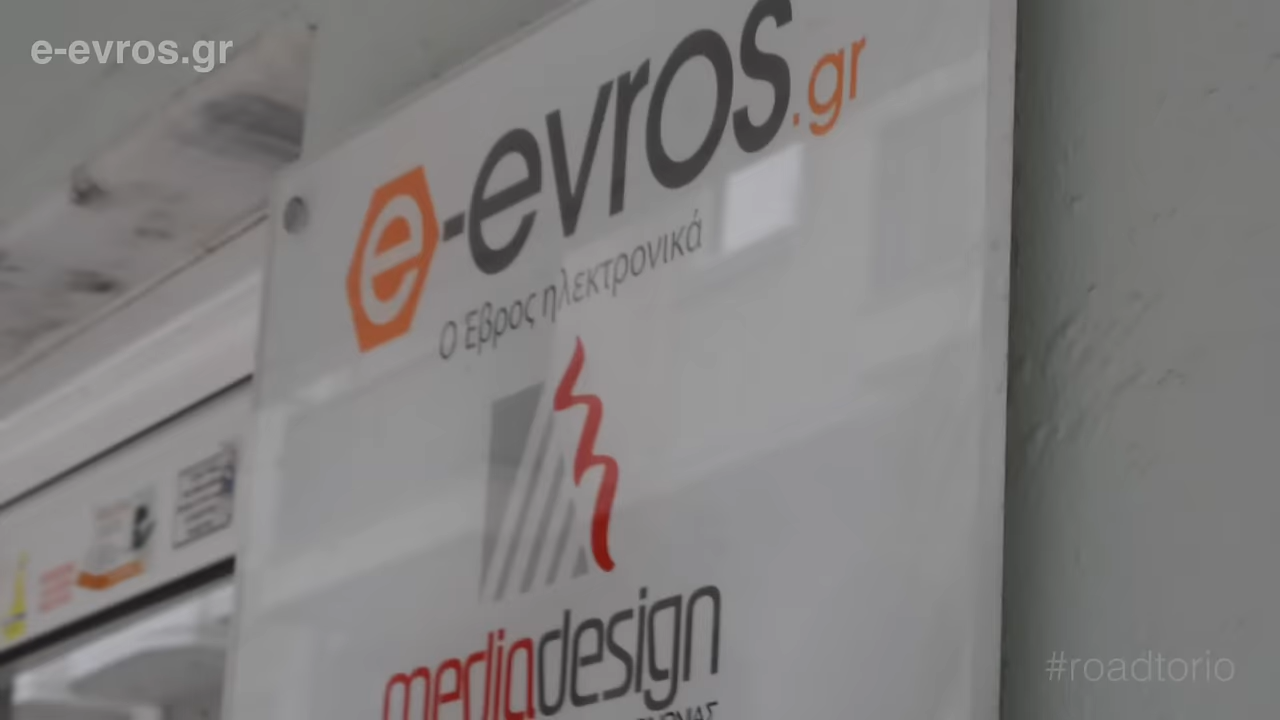 e-evros.gr
e-evros.gr
Ο Έβρος ηλεκτρονικά
mediadesign
#roadtorio